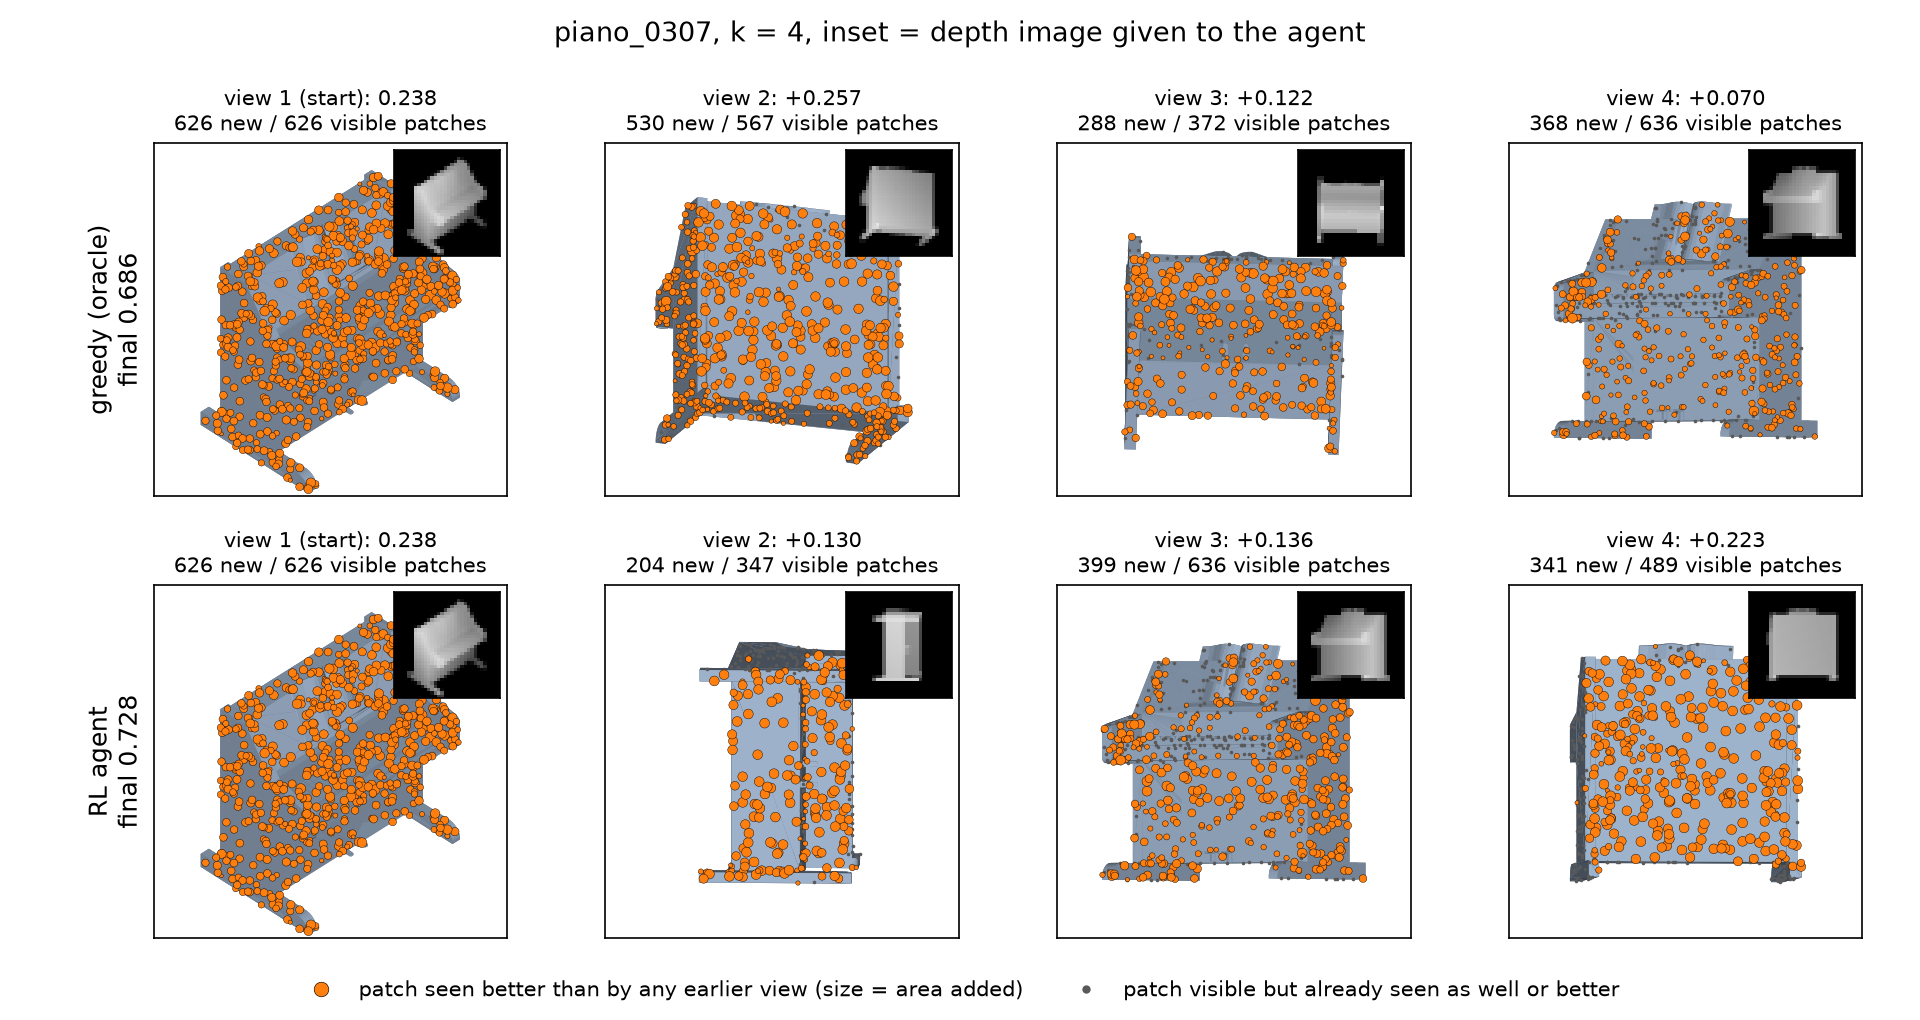 piano_0307, k = 4, inset = depth image given to the agent
greedy (oracle)
final 0.686
view 1 (start): 0.238
626 new / 626 visible patches
view 2: +0.257
530 new / 567 visible patches
view 3: +0.122
288 new / 372 visible patches
view 4: +0.070
368 new / 636 visible patches
RL agent
final 0.728
view 1 (start): 0.238
626 new / 626 visible patches
view 2: +0.130
204 new / 347 visible patches
view 3: +0.136
399 new / 636 visible patches
view 4: +0.223
341 new / 489 visible patches
patch seen better than by any earlier view (size = area added)
patch visible but already seen as well or better